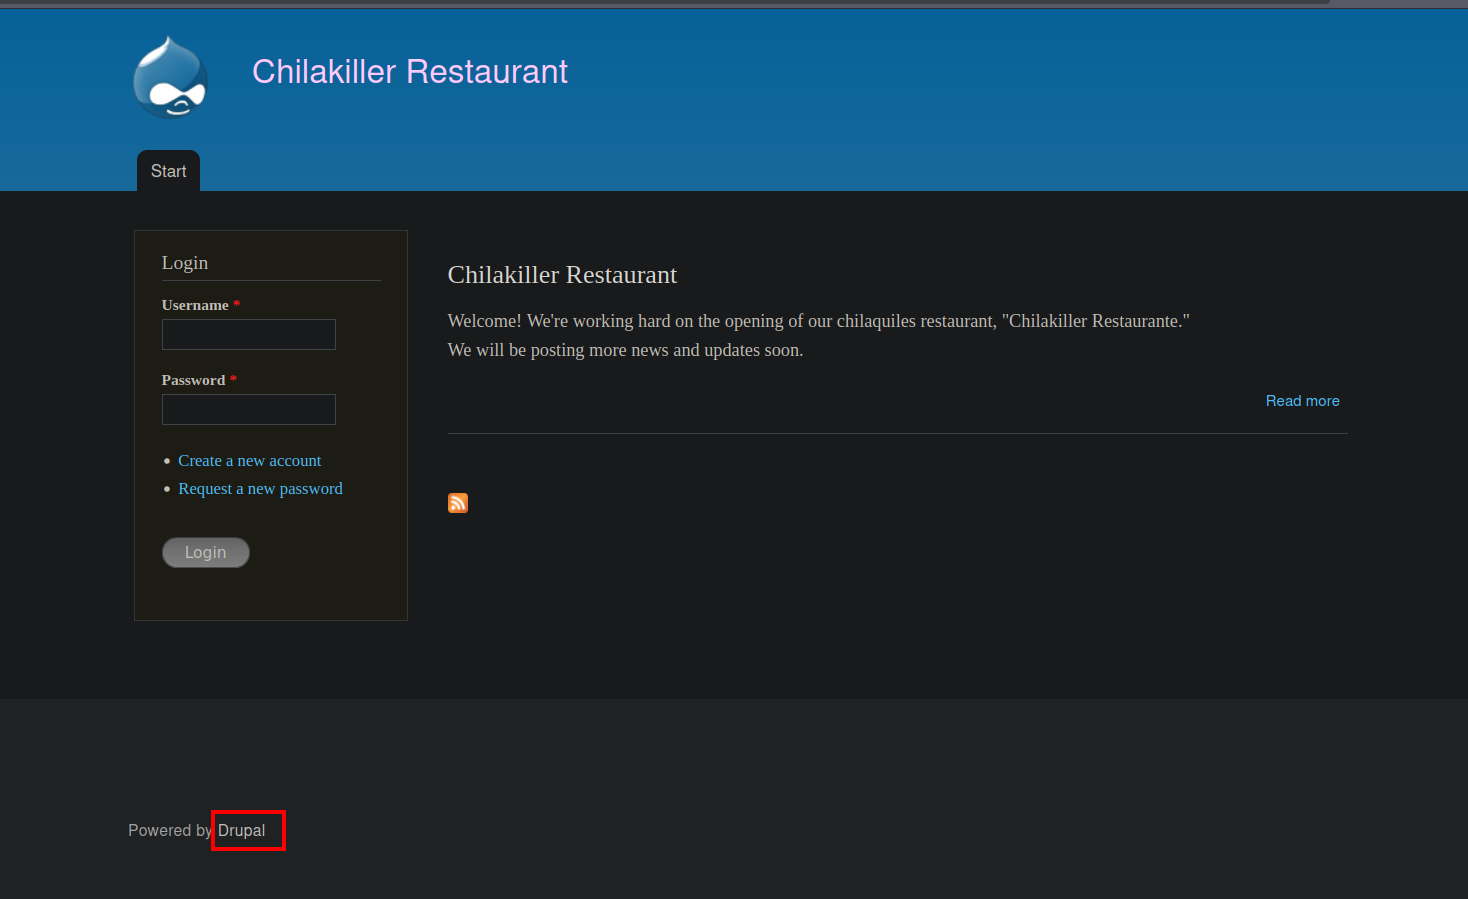 Chilakiller Restaurant
Start
Login
Username *
Password *
Create a new account
Request a new password
Login
Chilakiller Restaurant
Welcome! We're working hard on the opening of our chilaquiles restaurant, "Chilakiller Restaurante."
We will be posting more news and updates soon.
Read more
Powered by Drupal